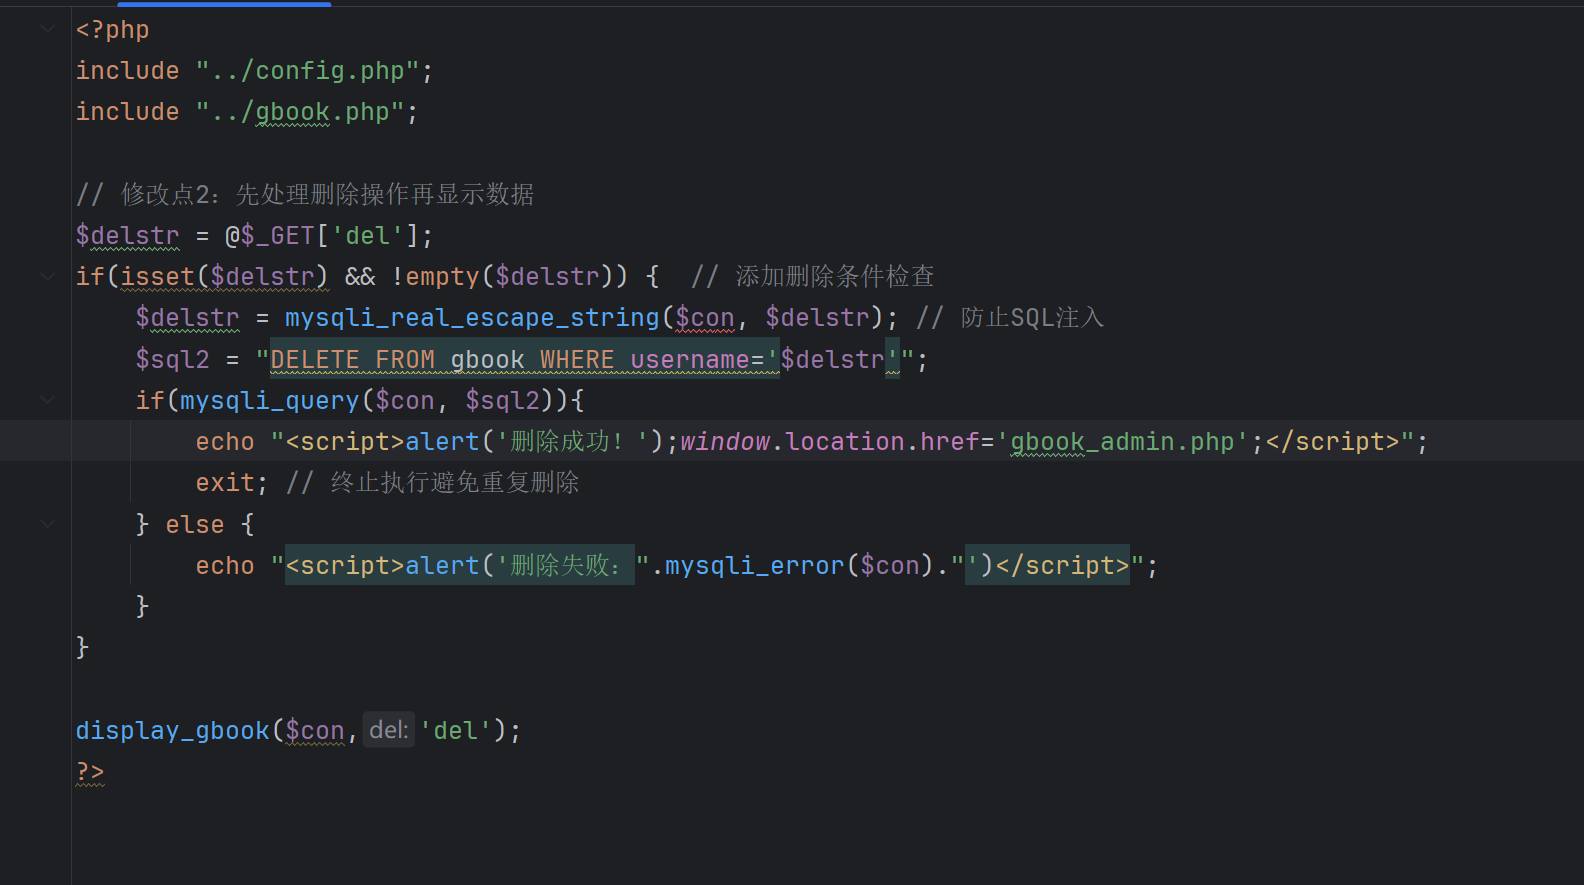 <?php
include "../config.php";
include "../gbook.php";
// 修改点2：先处理删除操作再显示数据
$delstr = @$_GET['del'];
if(isset($delstr) && !empty($delstr)) {  // 添加删除条件检查
$delstr = mysqli_real_escape_string($con, $delstr); // 防止SQL注入
$sql2 = "DELETE FROM gbook WHERE username='$delstr'";
if(mysqli_query($con, $sql2)){
echo "<script>alert('删除成功！');window.location.href='gbook_admin.php';</script>";
exit; // 终止执行避免重复删除
} else {
echo "<script>alert('删除失败：".mysqli_error($con)."')</script>";
}
}
display_gbook($con, del: 'del');
?>